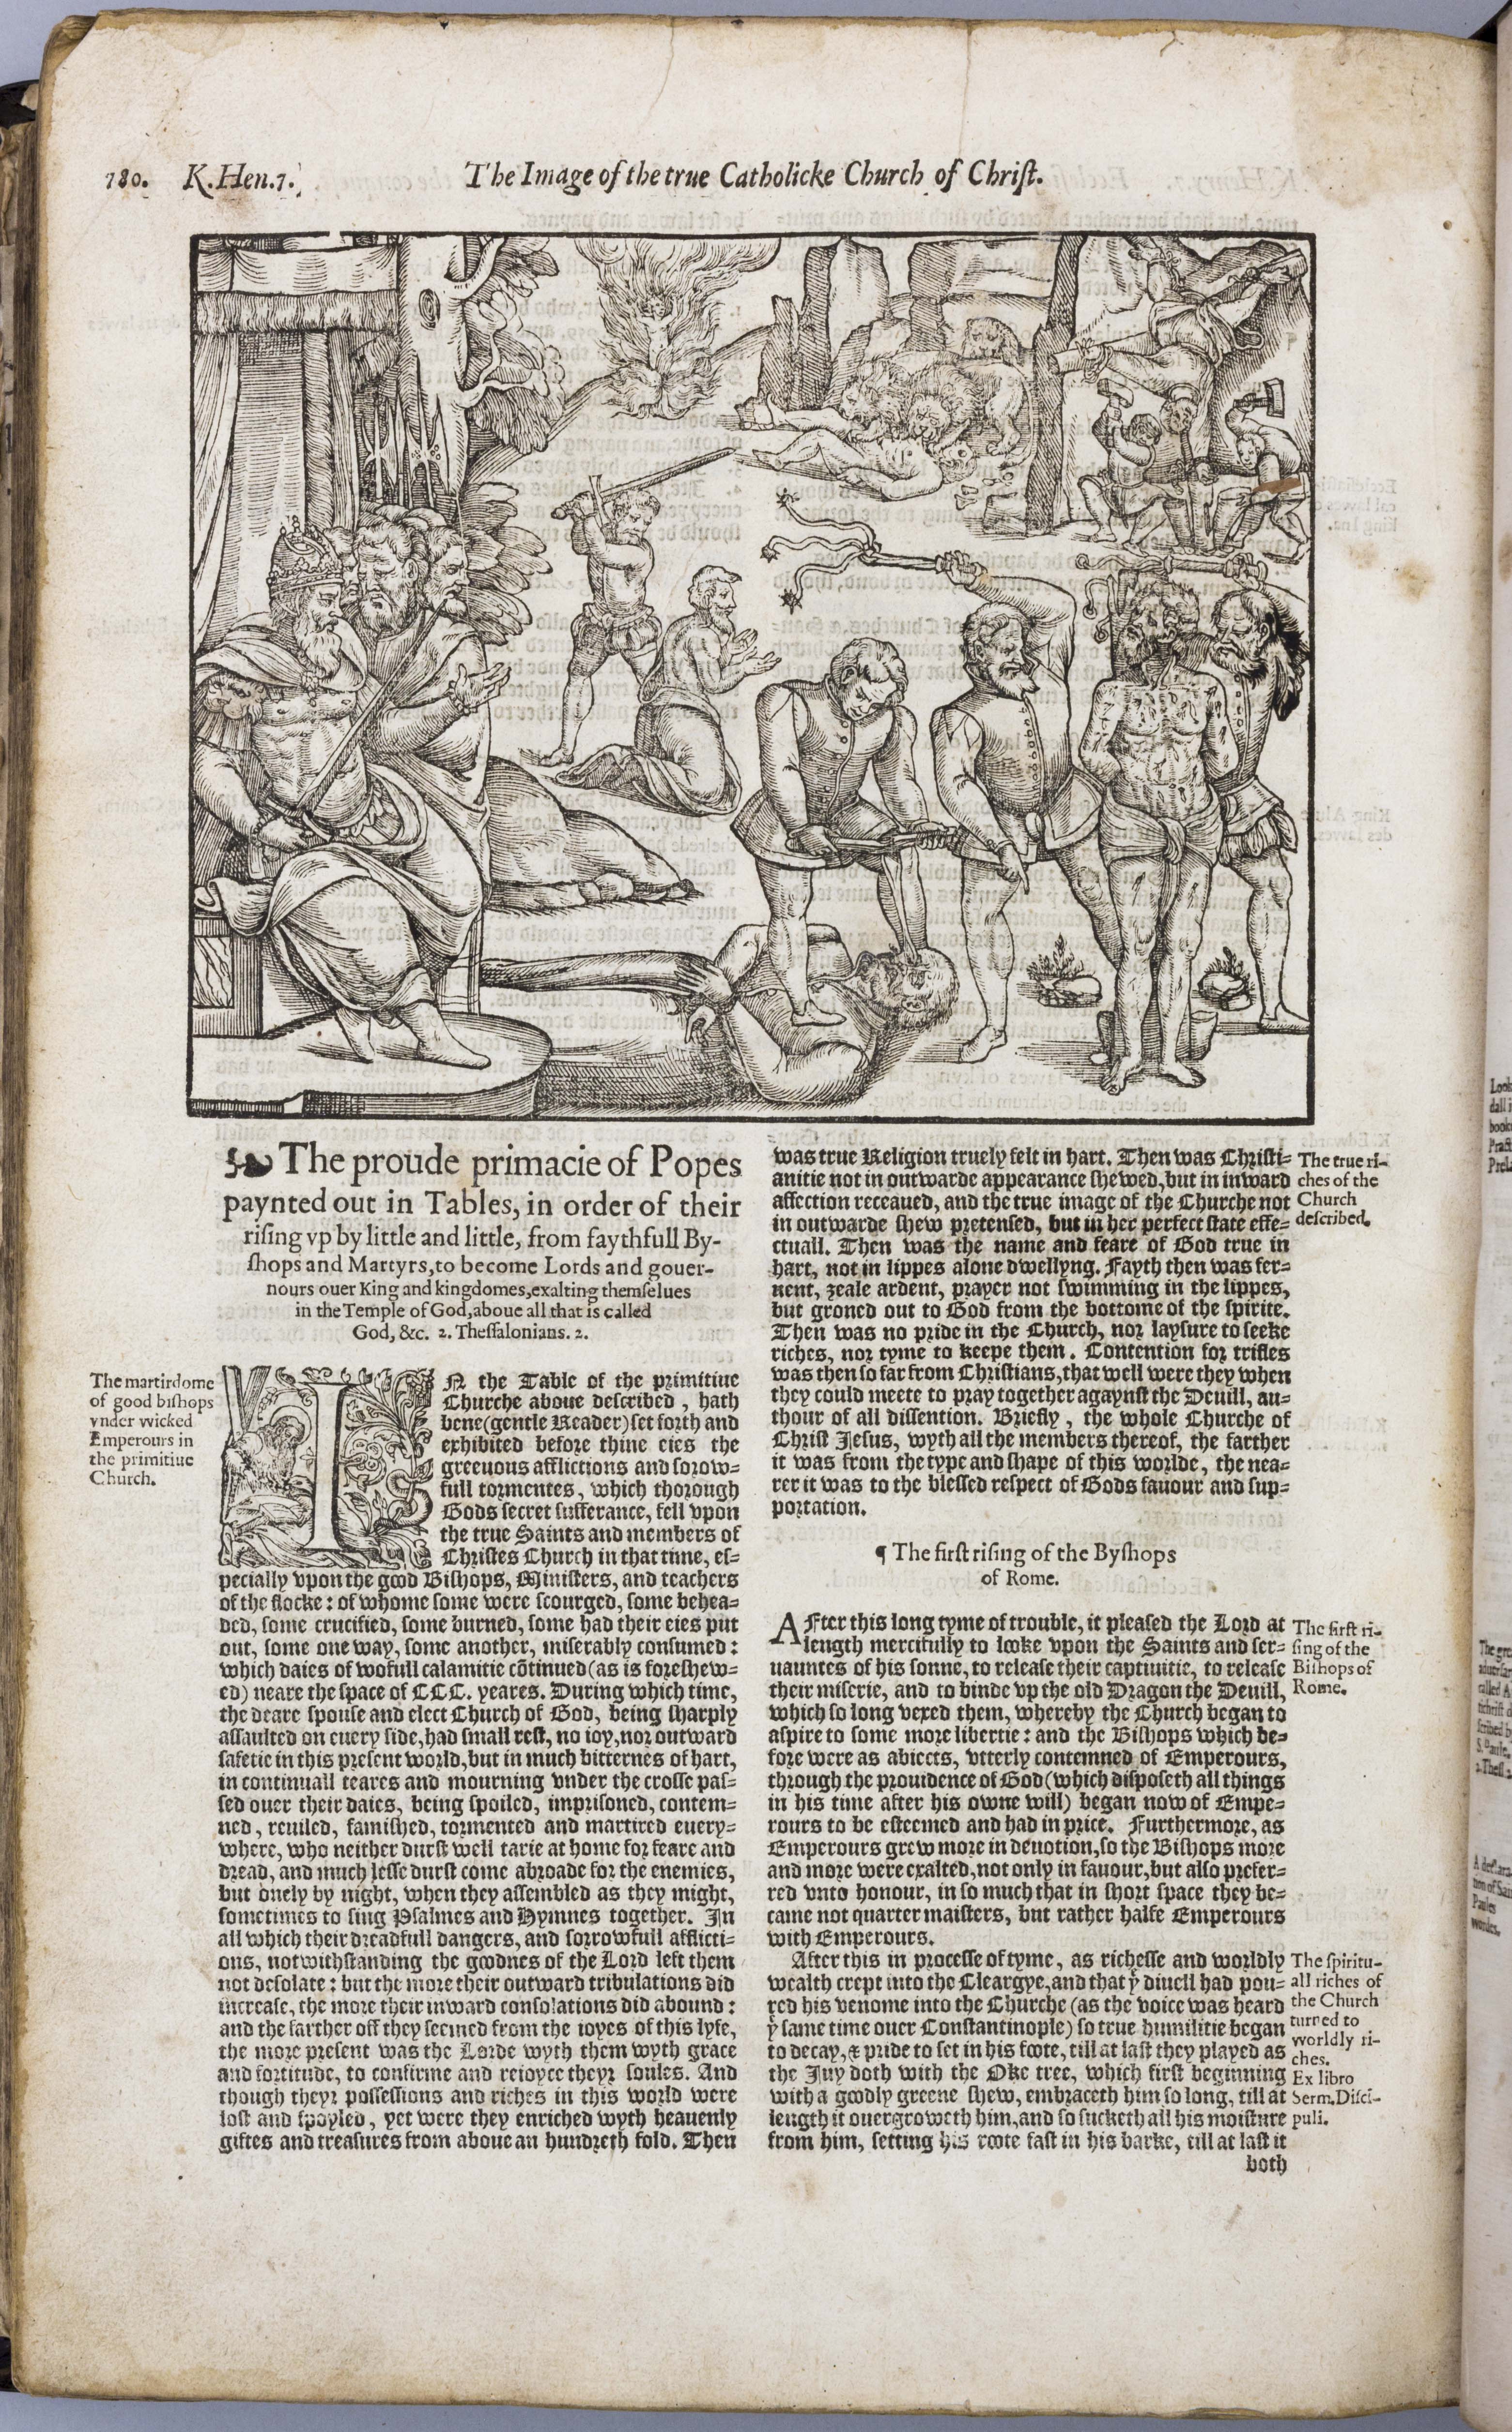 780. K.Hen.7. The Image of the true Catholicke Church of Chriſt.
The proude primacie of Popes
paynted out in Tables, in order of their
riſing vp by little and little, from faythfull By-
ſhops and Martyrs, to become Lords and gouer-
nours ouer King and kingdomes, exalting themſelues
in the Temple of God, aboue all that is called
God, &c. 2. Theſſalonians. 2.
The martirdome
of good biſhops
vnder wicked
Emperours in
the primitiue
Church.
IN the Table of the primitiue
Churche aboue deſcribed, hath
bene (gentle Reader) ſet forth and
exhibited before thine eies the
greeuous afflictions and ſorow-
full tormentes, which thorough
Gods ſecret ſufferance, fell vpon
the true Saints and members of
Chriſtes Church in that time, eſ-
pecially vpon the good Biſhops, Miniſters, and teachers
of the flocke: of whome ſome were ſcourged, ſome behea-
ded, ſome crucified, ſome burned, ſome had their eies put
out, ſome one way, ſome another, miſerably conſumed:
which daies of wofull calamitie cōtinued (as is foreſhew-
ed) neare the ſpace of CCC. yeares. During which time,
the deare ſpouſe and elect Church of God, being ſharply
aſſaulted on euery ſide, had ſmall reſt, no ioy, nor outward
ſafetie in this preſent world, but in much bitternes of hart,
in continuall teares and mourning vnder the croſſe paſ-
ſed ouer their daies, being ſpoiled, impriſoned, contem-
ned, reuiled, famiſhed, tormented and martired euery-
where, who neither durſt well tarie at home for feare and
dread, and much leſſe durſt come abroade for the enemies,
but onely by night, when they aſſembled as they might,
ſometimes to ſing Pſalmes and Hymnes together. In
all which their dreadfull dangers, and ſorrowfull afflicti-
ons, notwithſtanding the goodnes of the Lord left them
not deſolate: but the more their outward tribulations did
increaſe, the more their inward conſolations did abound:
and the farther off they ſeemed from the ioyes of this lyfe,
the more preſent was the Lorde wyth them wyth grace
and fortitude, to confirme and reioyce theyr ſoules. And
though theyr poſſeſſions and riches in this world were
loſt and ſpoyled, yet were they enriched wyth heauenly
giftes and treaſures from aboue an hundreth fold. Then
was true Religion truely felt in hart. Then was Chriſti-
anitie not in outwarde appearance ſhewed, but in inward
affection receaued, and the true image of the Churche not
in outwarde ſhew pretenſed, but in her perfect ſtate effe-
ctuall. Then was the name and feare of God true in
hart, not in lippes alone dwellyng. Fayth then was fer-
uent, zeale ardent, prayer not ſwimming in the lippes,
but groned out to God from the bottome of the ſpirite.
Then was no pride in the Church, nor layſure to ſeeke
riches, nor tyme to keepe them. Contention for trifles
was then ſo far from Chriſtians, that well were they when
they could meete to pray together agaynſt the Deuill, au-
thour of all diſſention. Briefly, the whole Churche of
Chriſt Jeſus, wyth all the members thereof, the farther
it was from the type and ſhape of this worlde, the nea-
rer it was to the bleſſed reſpect of Gods fauour and ſup-
portation.
The true ri-
ches of the
Church
deſcribed.
¶ The firſt riſing of the Byſhops
of Rome.
After this long tyme of trouble, it pleaſed the Lord at
length mercifully to looke vpon the Saints and ſer-
uauntes of his ſonne, to releaſe their captiuitie, to releaſe
their miſerie, and to binde vp the old Dragon the Deuill,
which ſo long vexed them, whereby the Church began to
aſpire to ſome more libertie: and the Biſhops which be-
fore were as abiects, vtterly contemned of Emperours,
through the prouidence of God (which diſpoſeth all things
in his time after his owne will) began now of Empe-
rours to be eſteemed and had in price. Furthermore, as
Emperours grew more in deuotion, ſo the Biſhops more
and more were exalted, not only in fauour, but alſo prefer-
red vnto honour, in ſo much that in ſhort ſpace they be-
came not quarter maiſters, but rather halfe Emperours
with Emperours.
The firſt ri-
ſing of the
Biſhops of
Rome.
After this in proceſſe of tyme, as richeſſe and worldly
wealth crept into the Cleargye, and that ẏ diuell had pou-
red his venome into the Churche (as the voice was heard
ẏ ſame time ouer Conſtantinople) ſo true humilitie began
to decay, & pride to ſet in his foote, till at laſt they played as
the Juy doth with the Oke tree, which firſt beginning
with a goodly greene ſhew, embraceth him ſo long, till at
length it ouergroweth him, and ſo ſucketh all his moiſture
from him, ſetting his roote faſt in his barke, till at laſt it
both
The ſpiritu-
all riches of
the Church
turned to
worldly ri-
ches.
Ex libro
Serm. Diſci-
puli.